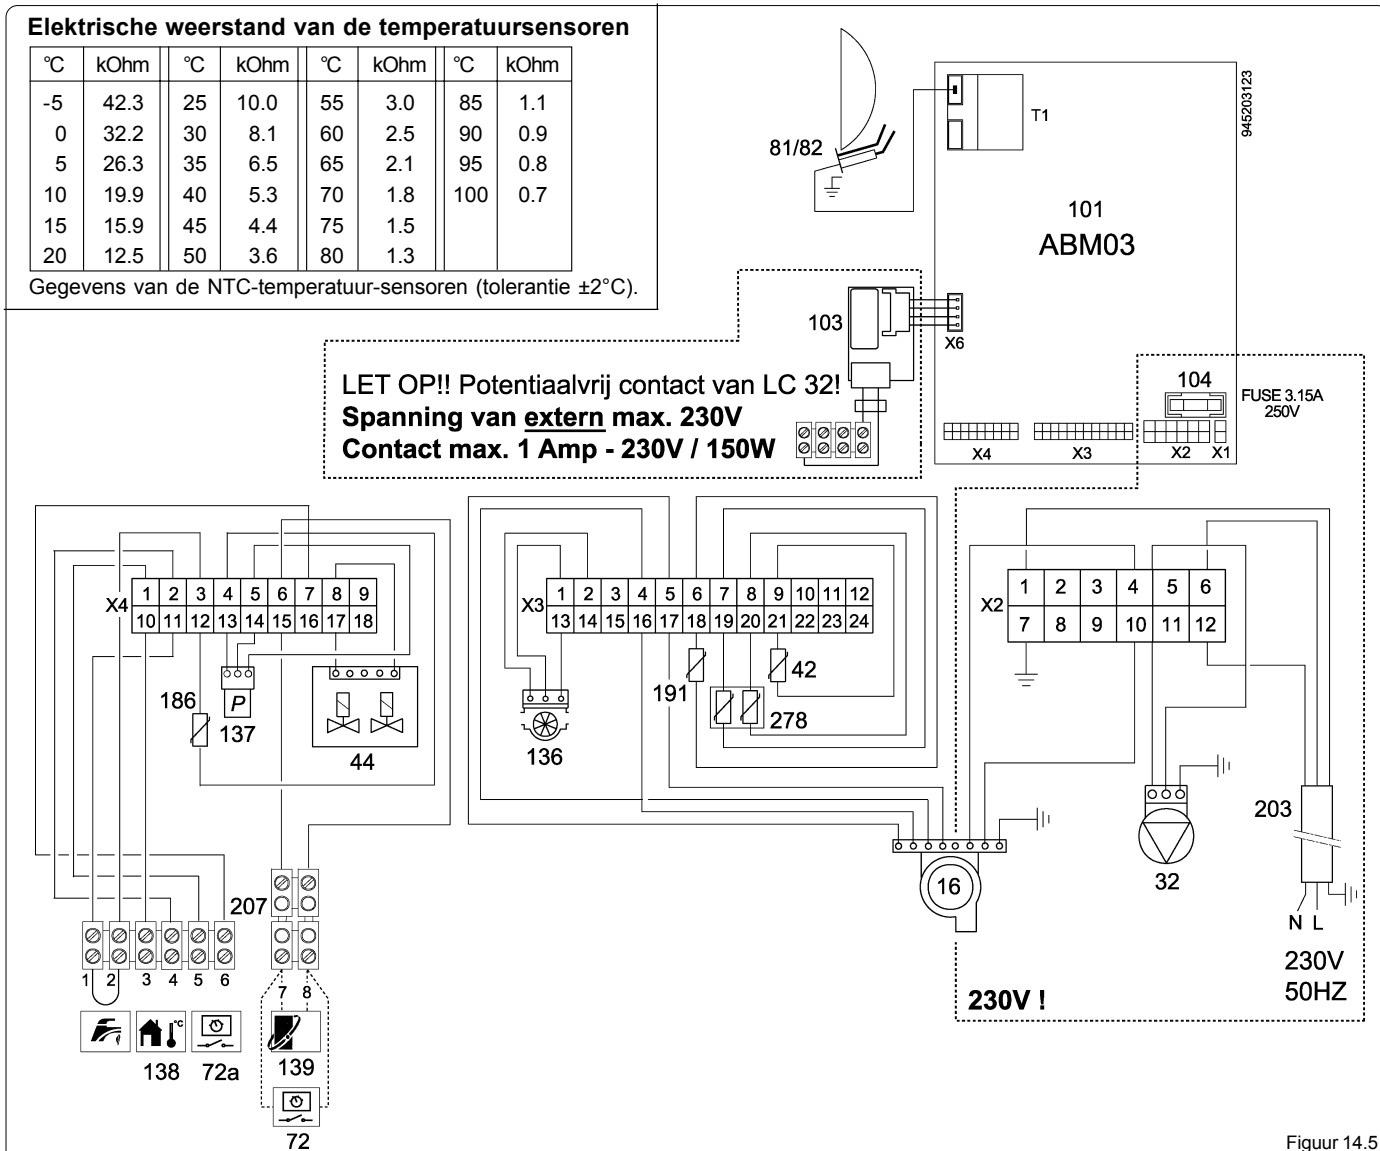 Elektrische weerstand van de temperatuursensoren
°C kOhm °C kOhm °C kOhm °C kOhm
-5 42.3 25 10.0 55 3.0 85 1.1
0 32.2 30 8.1 60 2.5 90 0.9
5 26.3 35 6.5 65 2.1 95 0.8
10 19.9 40 5.3 70 1.8 100 0.7
15 15.9 45 4.4 75 1.5
20 12.5 50 3.6 80 1.3
Gegevens van de NTC-temperatuur-sensoren (tolerantie ±2°C).
81/82
T1
945203123
101
ABM03
103
X6
LET OP!! Potentiaalvrij contact van LC 32!
Spanning van extern max. 230V
Contact max. 1 Amp - 230V / 150W
104
FUSE 3.15A
250V
X4 X3 X2 X1
X4
1 2 3 4 5 6 7 8 9
10 11 12 13 14 15 16 17 18
X3
1 2 3 4 5 6 7 8 9 10 11 12
13 14 15 16 17 18 19 20 21 22 23 24
X2
1 2 3 4 5 6
7 8 9 10 11 12
186
P
137
44
136
191
42
278
16
32
203
N L
230V
50HZ
230V !
207
1 2 3 4 5 6
7 8
°C
138
72a
139
72
Figuur 14.5